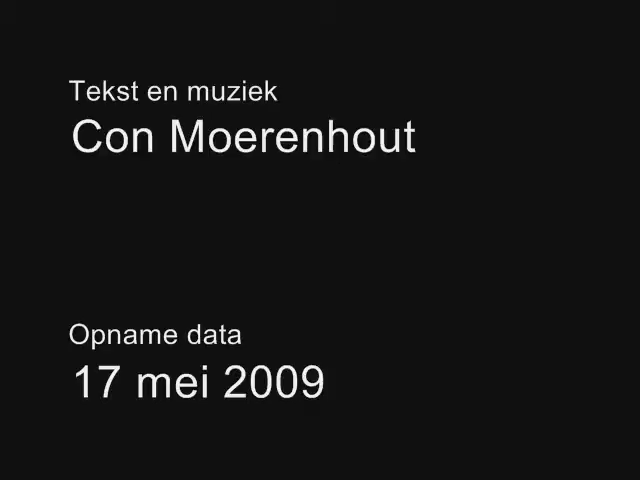 Tekst en muziek
Con Moerenhout
Opname data
17 mei 2009